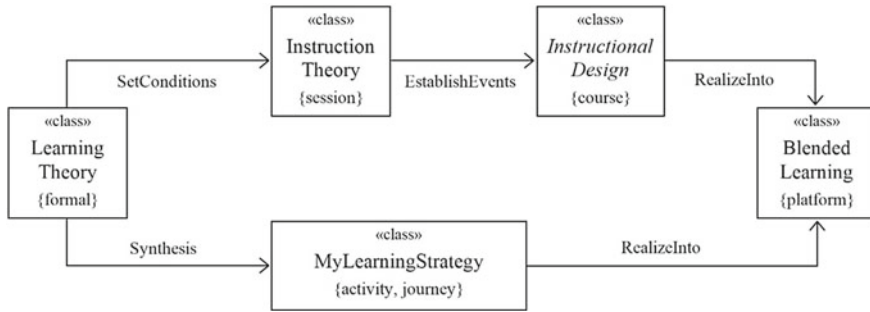 «class»
Instruction
Theory
{session}
«class»
Instructional
Design
{course}
SetConditions
EstablishEvents
RealizeInto
«class»
Learning
Theory
{formal}
«class»
Blended
Learning
{platform}
Synthesis
«class»
MyLearningStrategy
{activity, journey}
RealizeInto